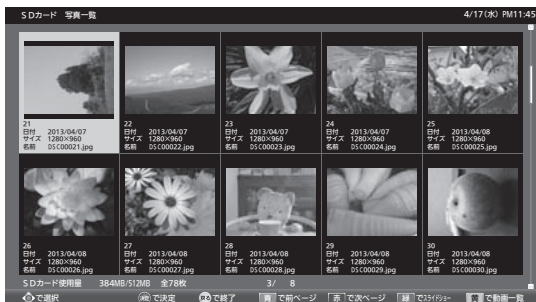 SDカード 写真一覧
4/17(水) PM11:45
21
日付 2013/04/07
サイズ 1280×960
名前 DSC00021.jpg
22
日付 2013/04/07
サイズ 1280×960
名前 DSC00022.jpg
23
日付 2013/04/07
サイズ 1280×960
名前 DSC00023.jpg
24
日付 2013/04/07
サイズ 1280×960
名前 DSC00024.jpg
25
日付 2013/04/08
サイズ 1280×960
名前 DSC00025.jpg
26
日付 2013/04/08
サイズ 1280×960
名前 DSC00026.jpg
27
日付 2013/04/08
サイズ 1280×960
名前 DSC00027.jpg
28
日付 2013/04/08
サイズ 1280×960
名前 DSC00028.jpg
29
日付 2013/04/08
サイズ 1280×960
名前 DSC00029.jpg
30
日付 2013/04/08
サイズ 1280×960
名前 DSC00030.jpg
SDカード使用量 384MB/512MB 全78枚 3/ 8
で選択 決定 で決定 戻る で終了 青 で前ページ 赤 で次ページ 緑 でスライドショー 黄 で動画一覧